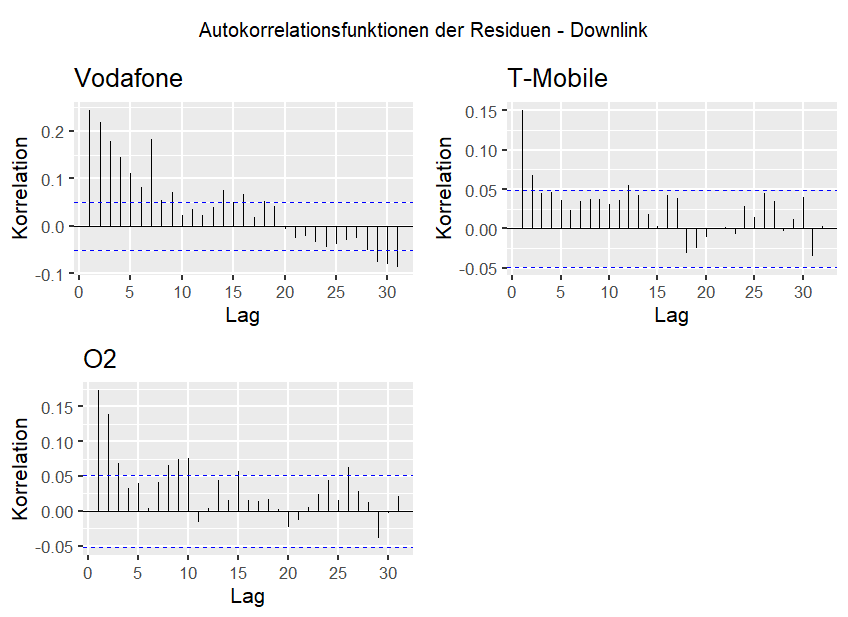 Autokorrelationsfunktionen der Residuen - Downlink
Vodafone
Korrelation
0.2
0.1
0.0
-0.1
0 5 10 15 20 25 30
Lag
T-Mobile
Korrelation
0.15
0.10
0.05
0.00
-0.05
0 5 10 15 20 25 30
Lag
O2
Korrelation
0.15
0.10
0.05
0.00
-0.05
0 5 10 15 20 25 30
Lag